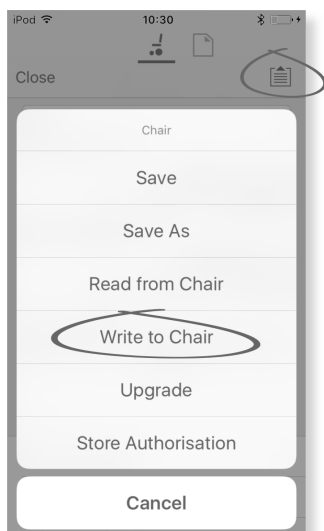 iPod 10:30
Close
Chair
Save
Save As
Read from Chair
Write to Chair
Upgrade
Store Authorisation
Cancel